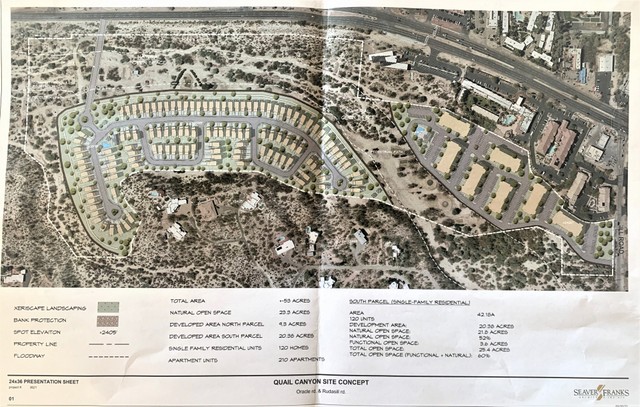 XERISCAPE LANDSCAPING
BANK PROTECTION
SPOT ELEVAITON +2405
PROPERTY LINE
FLOODWAY
TOTAL AREA +-53 ACRES
NATURAL OPEN SPACE 23.5 ACRES
DEVELOPED AREA NORTH PARCEL 9.3 ACRES
DEVELOPED AREA SOUTH PARCEL 20.38 ACRES
SINGLE FAMILY RESIDENTIAL UNITS 120 HOMES
APARTMENT UNITS 210 APARTMENTS
SOUTH PARCEL (SINGLE-FAMILY RESIDENTIAL)
AREA 42.18A
120 UNITS
DEVELOPMENT AREA: 20.38 ACRES
NATURAL OPEN SPACE: 21.8 ACRES
NATURAL OPEN SPACE: 52%
FUNCTIONAL OPEN SPACE: 3.6 ACRES
TOTAL OPEN SPACE: 25.4 ACRES
TOTAL OPEN SPACE (FUNCTIONAL + NATURAL): 60%
24x36 PRESENTATION SHEET
01
QUAIL CANYON SITE CONCEPT
Oracle rd. & Rudasill rd.
SEAVER FRANKS